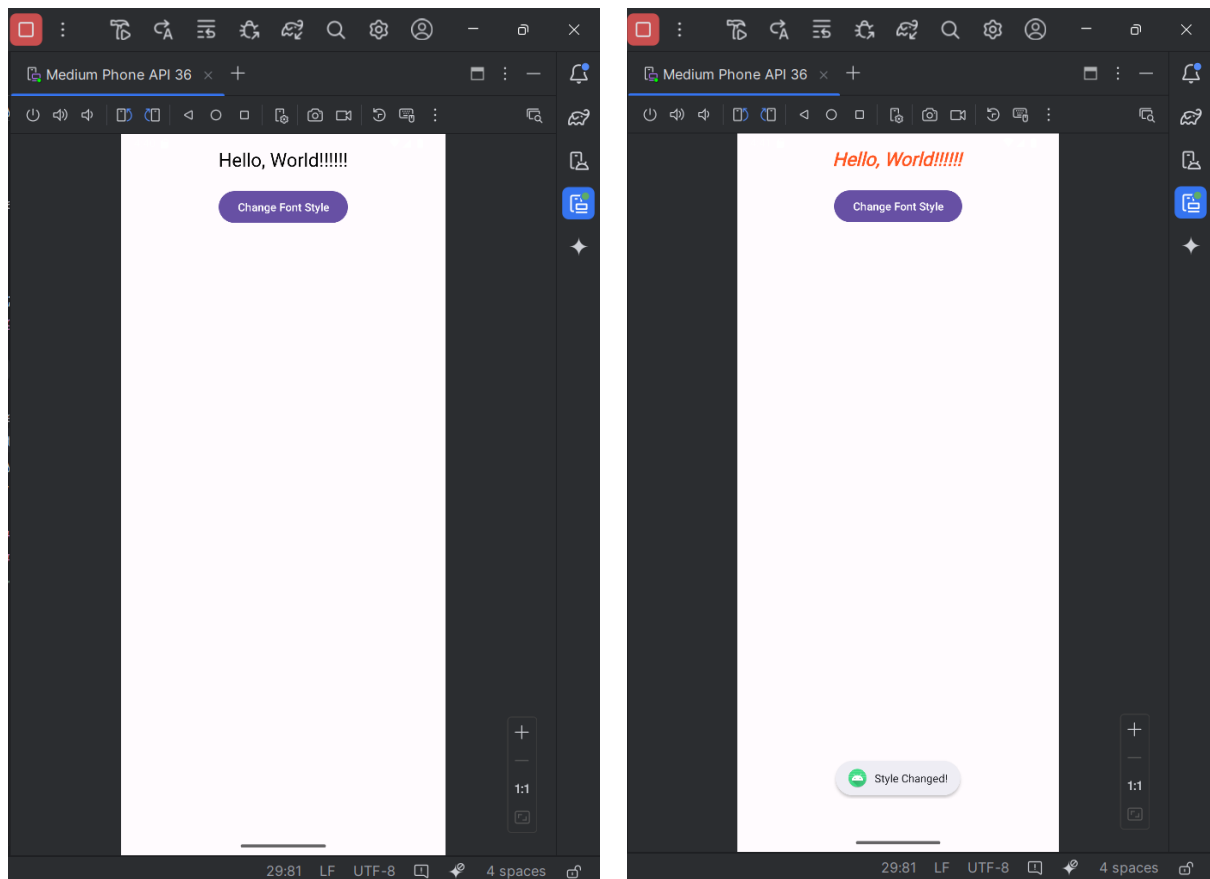 Medium Phone API 36
Hello, World!!!!!!
Change Font Style
1:1
29:81 LF UTF-8 4 spaces
Medium Phone API 36
Hello, World!!!!!!
Change Font Style
Style Changed!
1:1
29:81 LF UTF-8 4 spaces